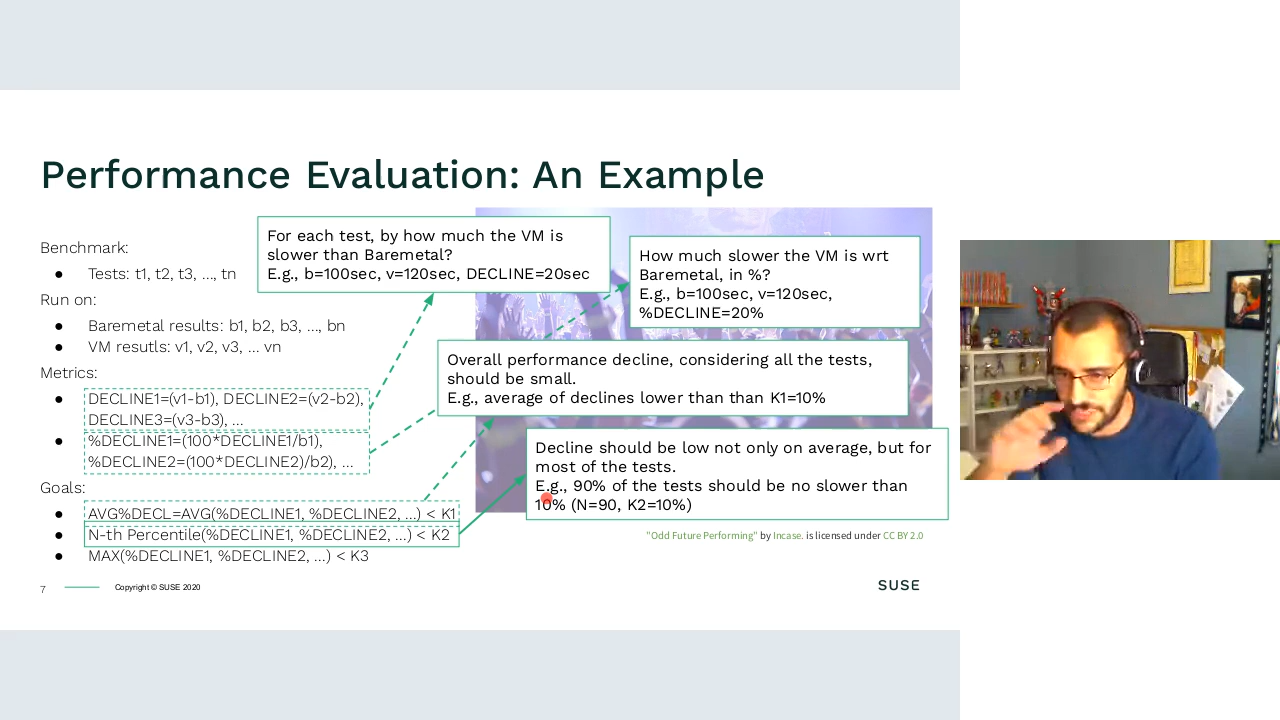 Performance Evaluation: An Example
Benchmark:
● Tests: t1, t2, t3, ..., tn
Run on:
● Baremetal results: b1, b2, b3, ..., bn
● VM resutls: v1, v2, v3, ... vn
Metrics:
● DECLINE1=(v1-b1), DECLINE2=(v2-b2),
DECLINE3=(v3-b3), ...
● %DECLINE1=(100*DECLINE1/b1),
%DECLINE2=(100*DECLINE2)/b2), ...
Goals:
● AVG%DECL=AVG(%DECLINE1, %DECLINE2, ...) < K1
● N-th Percentile(%DECLINE1, %DECLINE2, ...) < K2
● MAX(%DECLINE1, %DECLINE2, ...) < K3
For each test, by how much the VM is
slower than Baremetal?
E.g., b=100sec, v=120sec, DECLINE=20sec
How much slower the VM is wrt
Baremetal, in %?
E.g., b=100sec, v=120sec,
%DECLINE=20%
Overall performance decline, considering all the tests,
should be small.
E.g., average of declines lower than than K1=10%
Decline should be low not only on average, but for
most of the tests.
E.g., 90% of the tests should be no slower than
10% (N=90, K2=10%)
"Odd Future Performing" by Incase. is licensed under CC BY 2.0
7 Copyright © SUSE 2020
SUSE